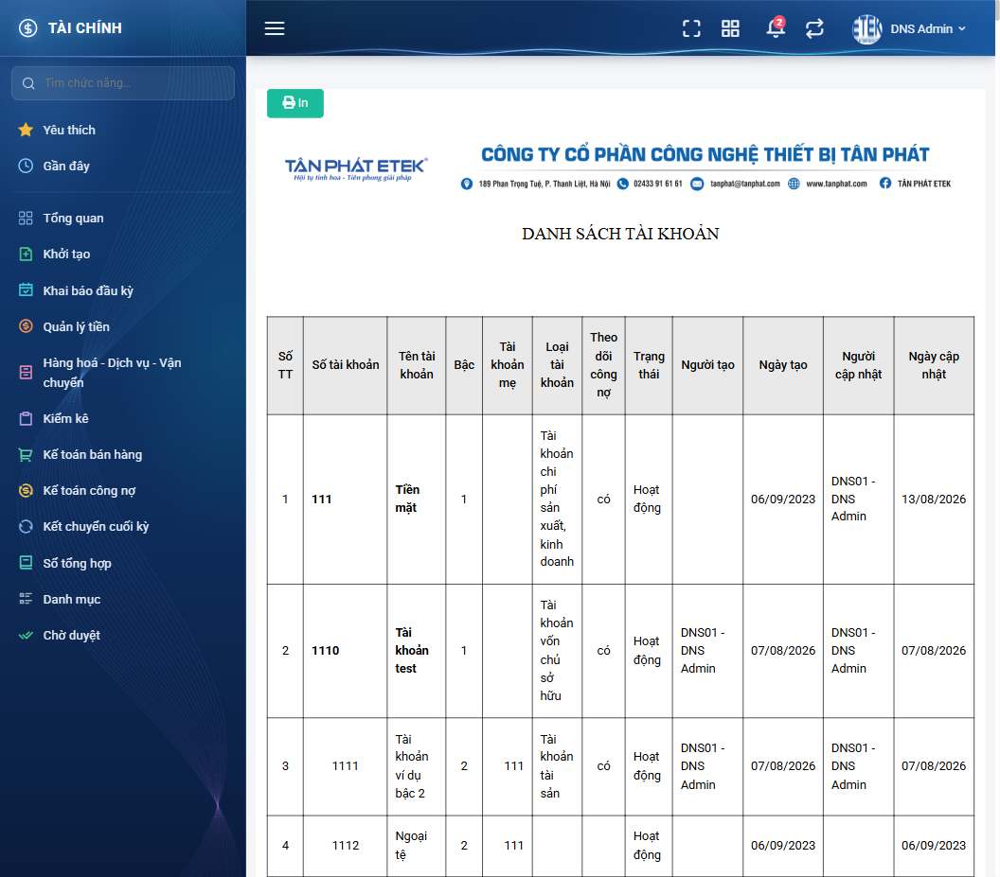 TÀI CHÍNH
2
DNS Admin
Tìm chức năng...
Yêu thích
Gần đây
Tổng quan
Khởi tạo
Khai báo đầu kỳ
Quản lý tiền
Hàng hoá - Dịch vụ - Vận
chuyển
Kiểm kê
Kế toán bán hàng
Kế toán công nợ
Kết chuyển cuối kỳ
Sổ tổng hợp
Danh mục
Chờ duyệt
In
TÂN PHÁT ETEK
Hội tụ tinh hoa - Tiên phong giải pháp
CÔNG TY CỔ PHẦN CÔNG NGHỆ THIẾT BỊ TÂN PHÁT
189 Phan Trọng Tuệ, P. Thanh Liệt, Hà Nội 02433 91 61 61 tanphat@tanphat.com www.tanphat.com TÂN PHÁT ETEK
DANH SÁCH TÀI KHOẢN
Số TT Số tài khoản Tên tài khoản Bậc Tài khoản mẹ Loại tài khoản Theo dõi công nợ Trạng thái Người tạo Ngày tạo Người cập nhật Ngày cập nhật
1 111 Tiền mặt 1 Tài khoản chi phí sản xuất, kinh doanh có Hoạt động 06/09/2023 DNS01 - DNS Admin 13/08/2026
2 1110 Tài khoản test 1 Tài khoản vốn chủ sở hữu có Hoạt động DNS01 - DNS Admin 07/08/2026 DNS01 - DNS Admin 07/08/2026
3 1111 Tài khoản ví dụ bậc 2 2 111 Tài khoản tài sản có Hoạt động DNS01 - DNS Admin 07/08/2026 DNS01 - DNS Admin 07/08/2026
4 1112 Ngoại tệ 2 111 Hoạt động 06/09/2023 06/09/2023